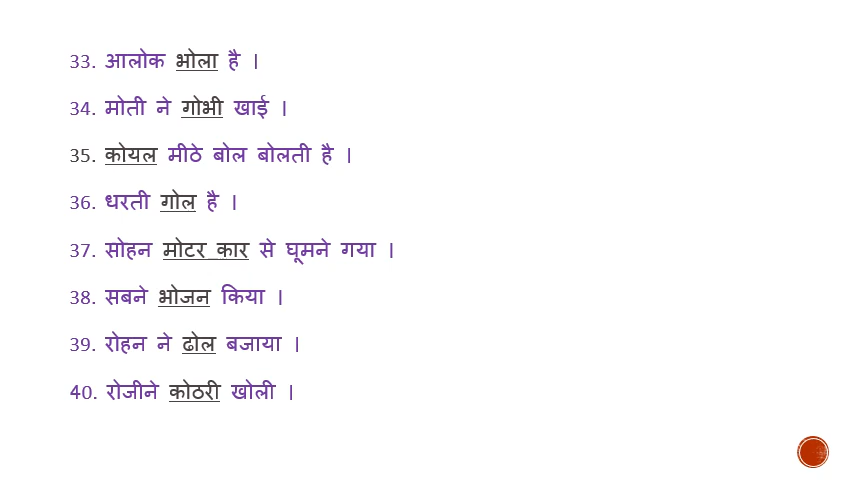 33. आलोक भोला है ।
34. मोती ने गोभी खाई ।
35. कोयल मीठे बोल बोलती है ।
36. धरती गोल है ।
37. सोहन मोटर कार से घूमने गया ।
38. सबने भोजन किया ।
39. रोहन ने ढोल बजाया ।
40. रोजीने कोठरी खोली ।